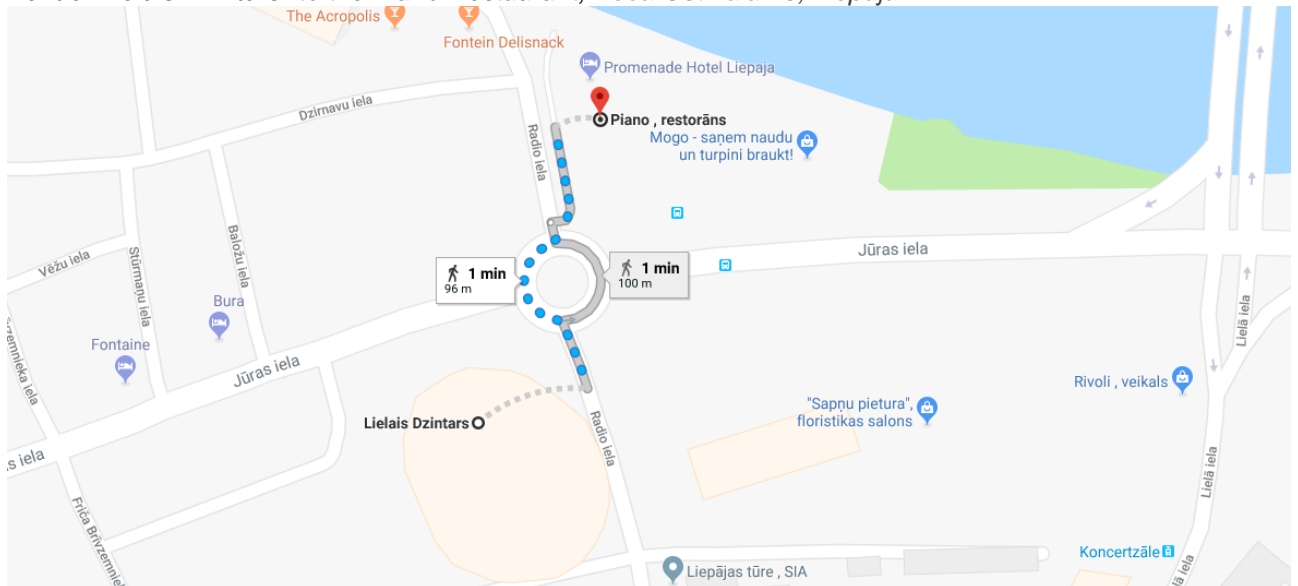 The Acropolis
Fontein Delisnack
Promenade Hotel Liepaja
Dzirnavu iela
Piano , restorāns
Radio iela
Mogo - saņem naudu
un turpini braukt!
Baložu iela
Jūras iela
Vēžu iela
Stūrmaņu iela
1 min
96 m
1 min
100 m
Bura
Fontaine
Lielā iela
Jūras iela
Rivoli , veikals
"Sapņu pietura",
floristikas salons
Lielais Dzintars
Radio iela
s iela
Lielā iela
Friča Brīvzemnie
Koncertzāle
Liepājas tūre , SIA
lā iela